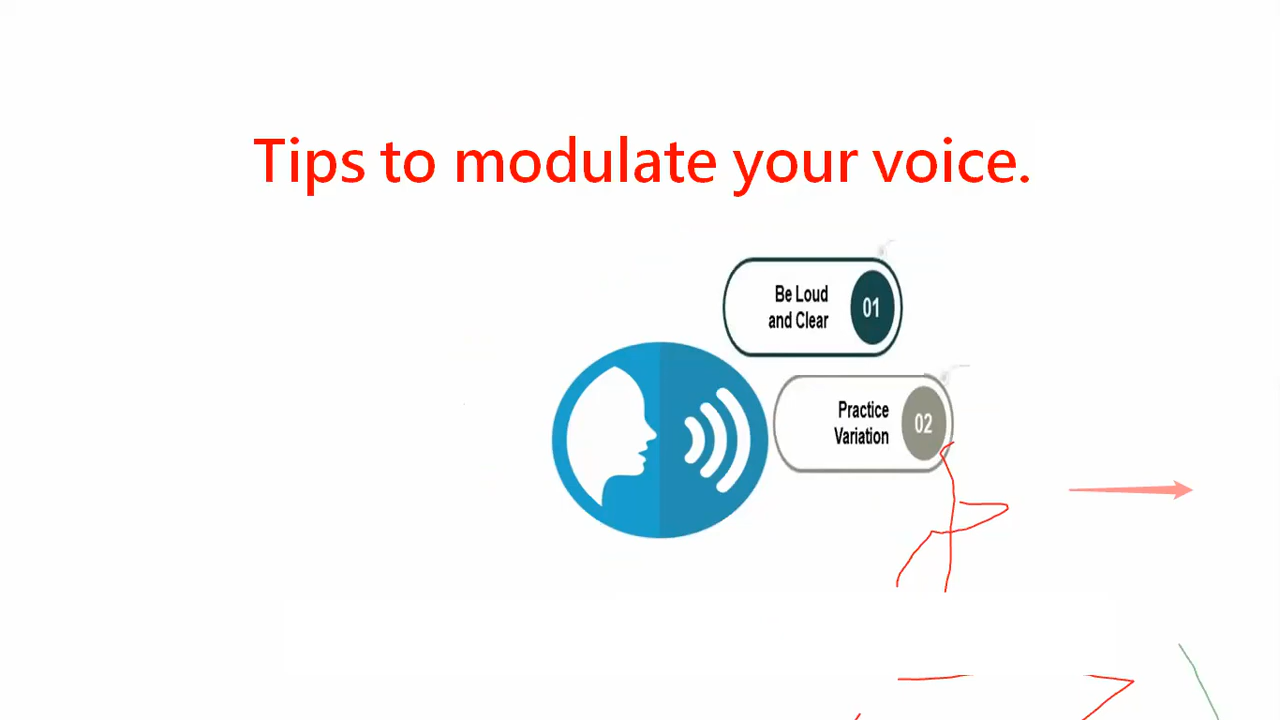 Tips to modulate your voice.
Be Loud
and Clear
01
Practice
Variation
02